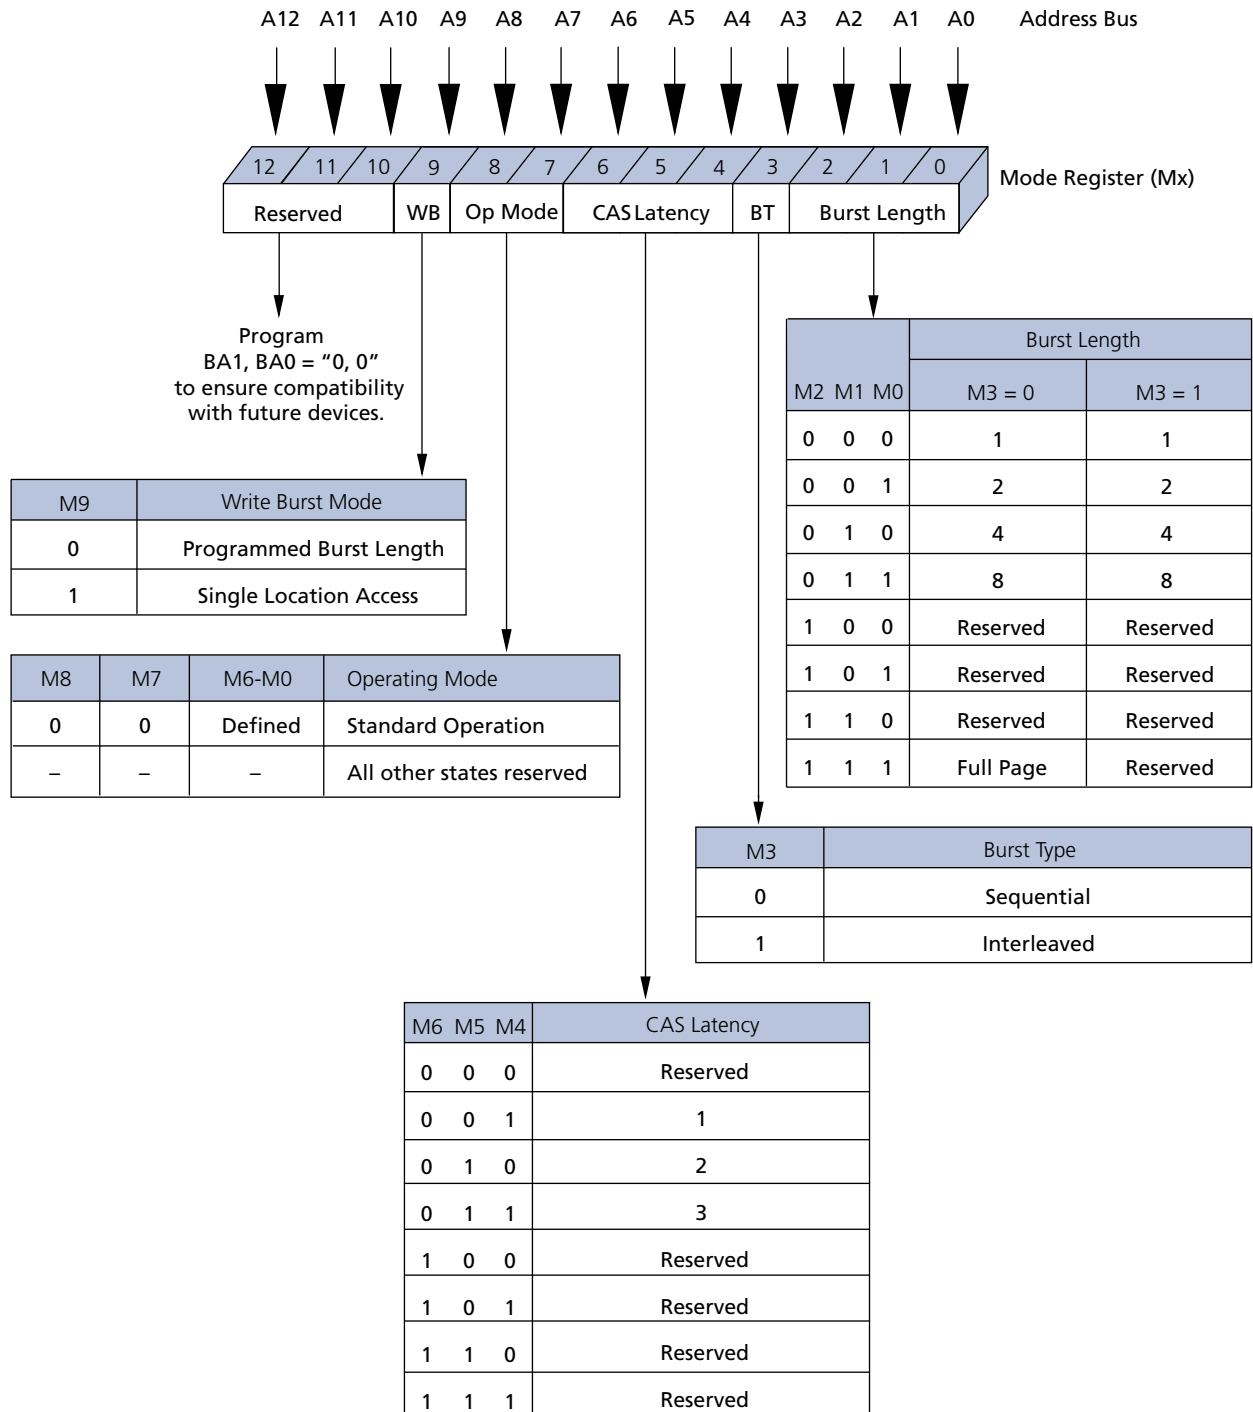 A12 A11 A10 A9 A8 A7 A6 A5 A4 A3 A2 A1 A0 Address Bus
12 11 10 9 8 7 6 5 4 3 2 1 0
Mode Register (Mx)
Reserved WB Op Mode CAS Latency BT Burst Length
Program
BA1, BA0 = “0, 0”
to ensure compatibility
with future devices.
Burst Length
M2 M1 M0 M3 = 0 M3 = 1
0 0 0 1 1
0 0 1 2 2
0 1 0 4 4
0 1 1 8 8
1 0 0 Reserved Reserved
1 0 1 Reserved Reserved
1 1 0 Reserved Reserved
1 1 1 Full Page Reserved
M9 Write Burst Mode
0 Programmed Burst Length
1 Single Location Access
M8 M7 M6-M0 Operating Mode
0 0 Defined Standard Operation
– – – All other states reserved
M3 Burst Type
0 Sequential
1 Interleaved
M6 M5 M4 CAS Latency
0 0 0 Reserved
0 0 1 1
0 1 0 2
0 1 1 3
1 0 0 Reserved
1 0 1 Reserved
1 1 0 Reserved
1 1 1 Reserved